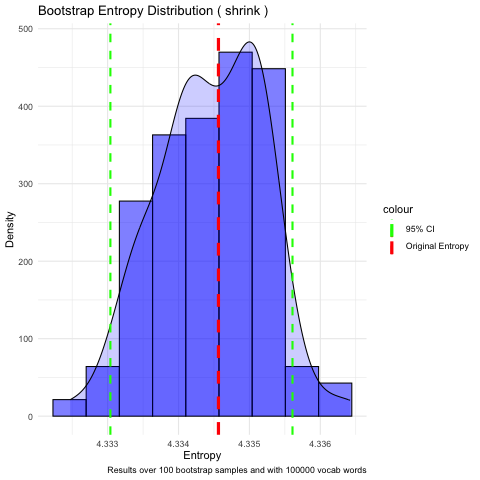 Bootstrap Entropy Distribution ( shrink )
500
400
300
200
100
0
Density
4.333
4.334
4.335
4.336
Entropy
colour
95% CI
Original Entropy
Results over 100 bootstrap samples and with 100000 vocab words